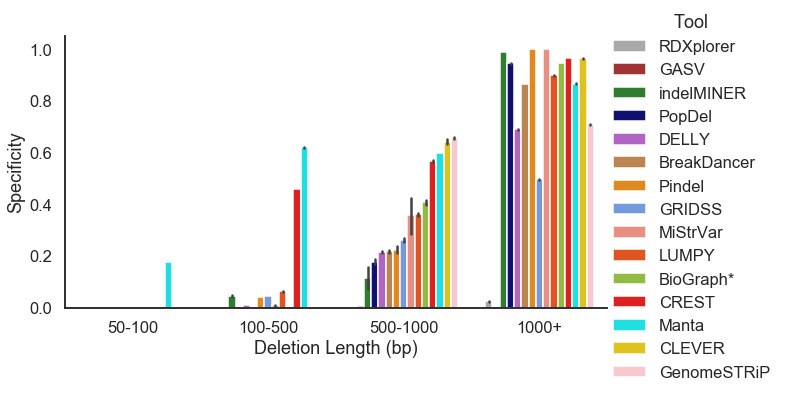 Tool
RDXplorer
GASV
indelMINER
PopDel
DELLY
BreakDancer
Pindel
GRIDSS
MiStrVar
LUMPY
BioGraph*
CREST
Manta
CLEVER
GenomeSTRiP
Specificity
1.0
0.8
0.6
0.4
0.2
0.0
50-100 100-500 500-1000 1000+
Deletion Length (bp)